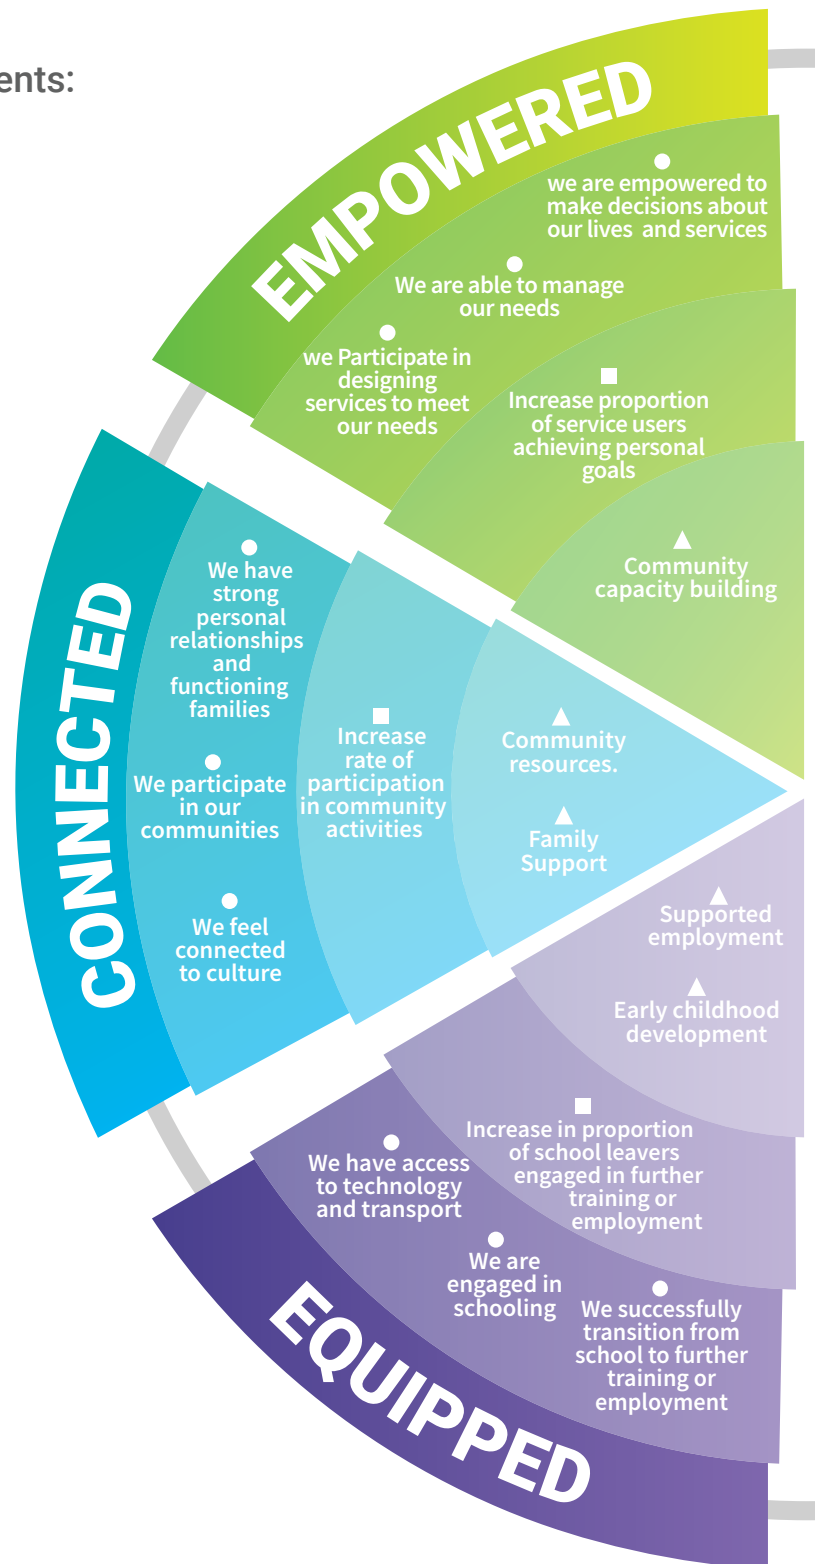 ents:
EMPOWERED
we are empowered to
make decisions about
our lives and services
We are able to manage
our needs
we Participate in
designing
services to meet
our needs
Increase proportion
of service users
achieving personal
goals
Community
capacity building
CONNECTED
We have
strong
personal
relationships
and
functioning
families
We participate
in our
communities
We feel
connected
to culture
Increase
rate of
participation
in community
activities
Community
resources.
Family
Support
Supported
employment
Early childhood
development
Increase in proportion
of school leavers
engaged in further
training or
employment
We have access
to technology
and transport
We are
engaged in
schooling
We successfully
transition from
school to further
training or
employment
EQUIPPED